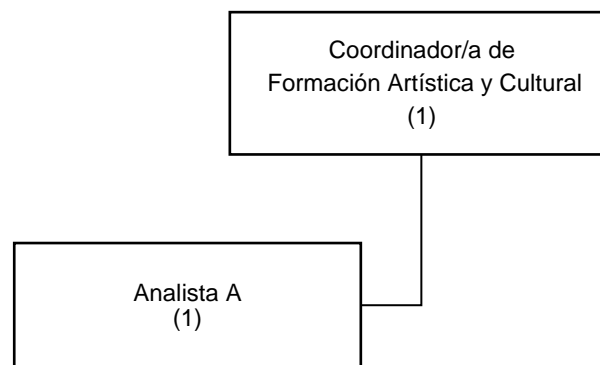 Coordinador/a de
Formación Artística y Cultural
(1)
Analista A
(1)